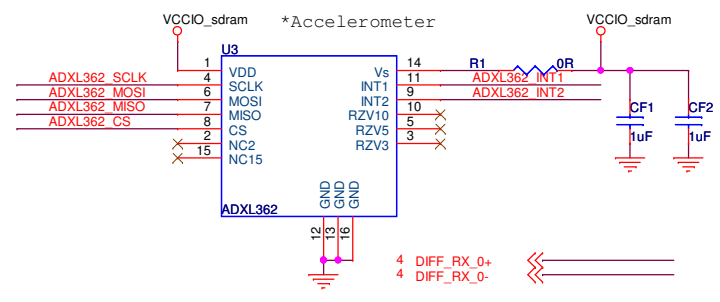 VCCIO_sdram *Accelerometer VCCIO_sdram
U3
1 VDD Vs 14 R1 0R
ADXL362_SCLK 4 SCLK INT1 11 ADXL362_INT1
ADXL362_MOSI 6 MOSI INT2 9 ADXL362_INT2
ADXL362_MISO 7 MISO RZV10 10 CF1 CF2
ADXL362_CS 8 CS RZV5 5
2 NC2 RZV3 3 1uF 1uF
15 NC15
GND GND GND
ADXL362
12 13 16
4 DIFF_RX_0+
4 DIFF_RX_0-